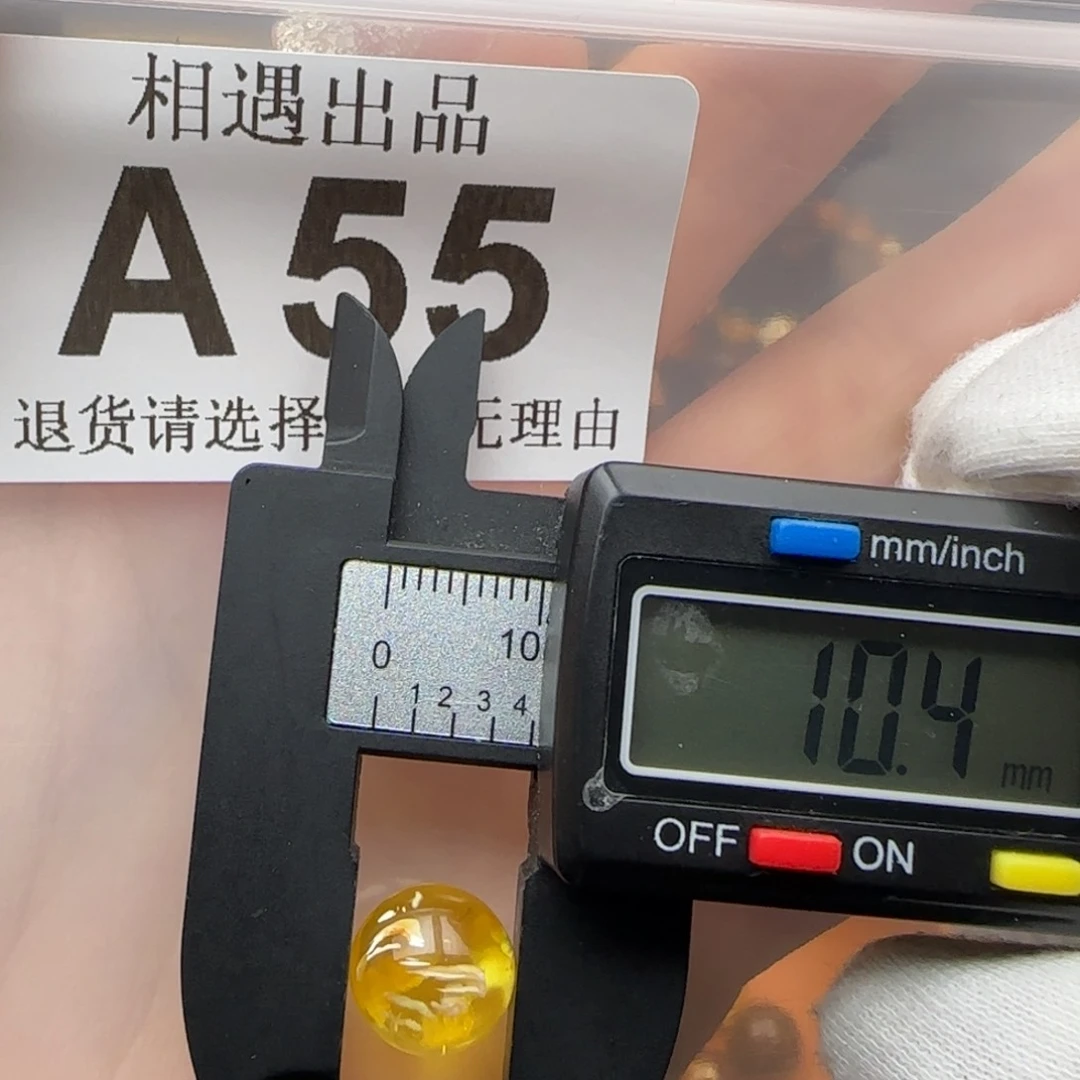 相遇出品
A55
退货请选择 无理由
mm/inch
0 10
1 2 3 4
10.4 mm
OFF ON